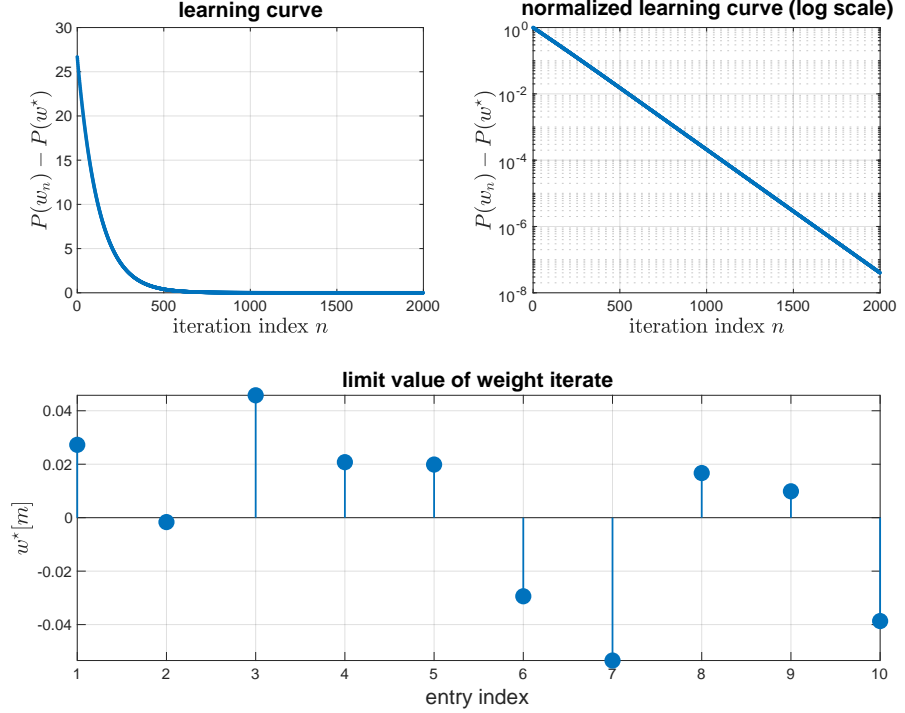 learning curve
30
25
20
15
10
5
0
P(w_n) − P(w^⋆)
0 500 1000 1500 2000
iteration index n
normalized learning curve (log scale)
10^0
10^-2
10^-4
10^-6
10^-8
P(w_n) − P(w^⋆)
0 500 1000 1500 2000
iteration index n
limit value of weight iterate
0.04
0.02
0
-0.02
-0.04
w^⋆[m]
1 2 3 4 5 6 7 8 9 10
entry index